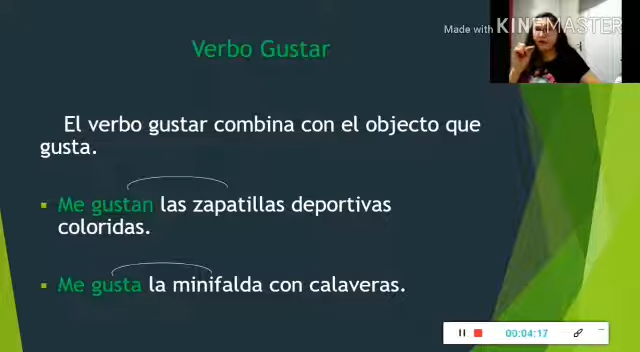 Made with KINEMASTER
Verbo Gustar
El verbo gustar combina con el objecto que
gusta.
Me gustan las zapatillas deportivas
coloridas.
Me gusta la minifalda con calaveras.
00:04:17